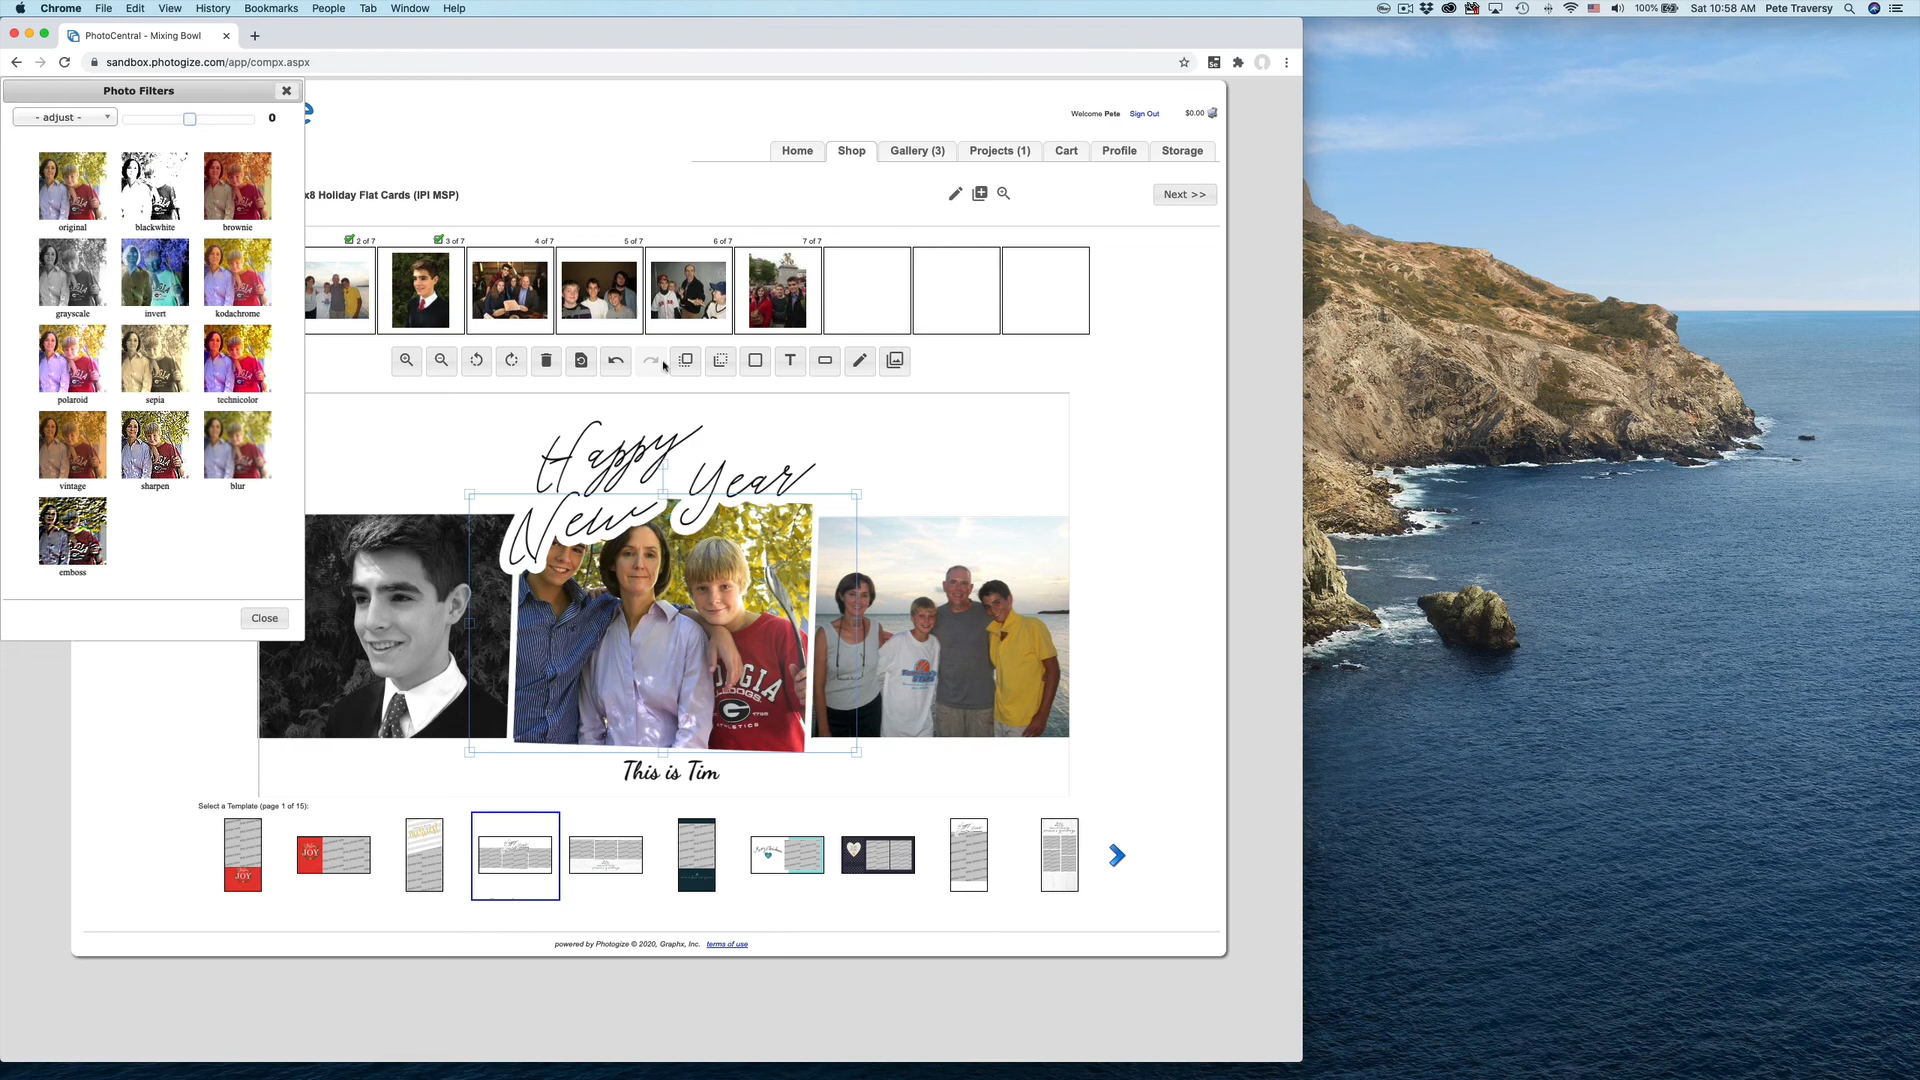 Chrome File Edit View History Bookmarks People Tab Window Help
100% Sat 10:58 AM Pete Traversy
PhotoCentral - Mixing Bowl
sandbox.photogize.com/app/compx.aspx
Photo Filters
- adjust - 0
original blackwhite brownie
grayscale invert kodachrome
polaroid sepia technicolor
vintage sharpen blur
emboss
Close
Welcome Pete Sign Out $0.00
Home Shop Gallery (3) Projects (1) Cart Profile Storage
x8 Holiday Flat Cards (IPI MSP)
Next >>
2 of 7 3 of 7 4 of 7 5 of 7 6 of 7 7 of 7
T
Happy
New Year
GIA
BULLDOGS
G 1785
ATHLETICS
This is Tim
Select a Template (page 1 of 15):
JOY
JOY
powered by Photogize © 2020, Graphx, Inc. terms of use